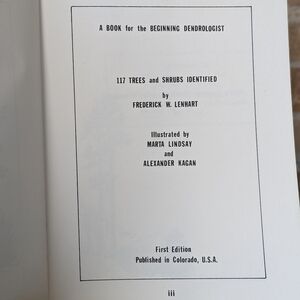 A BOOK for the BEGINNING DENDROLOGIST
117 TREES and SHRUBS IDENTIFIED
by
FREDERICK W. LENHART
Illustrated by
MARTA LINDSAY
and
ALEXANDER KAGAN
First Edition
Published in Colorado, U.S.A.
iii